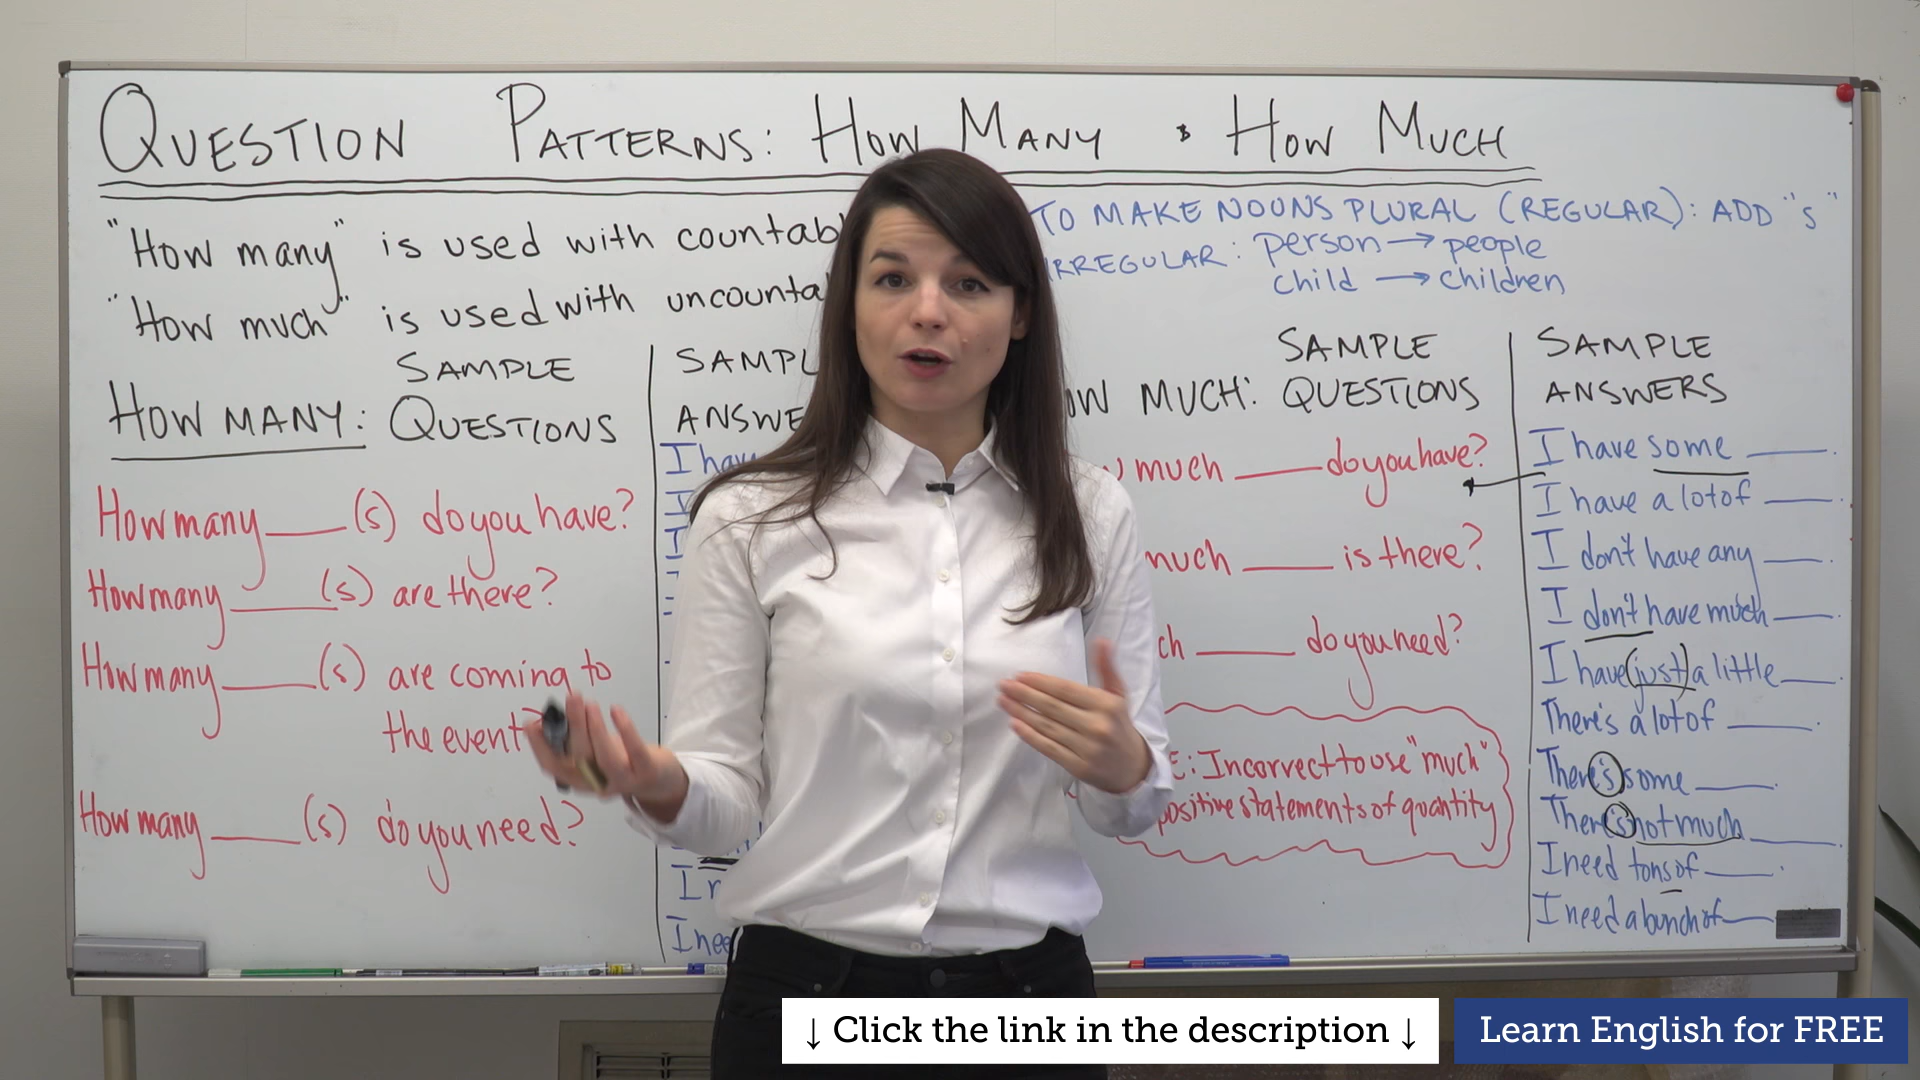 QUESTION PATTERNS: HOW MANY & HOW MUCH
"How many" is used with countab
"How much" is used with uncounta
TO MAKE NOUNS PLURAL (REGULAR): ADD "s"
IRREGULAR: person → people
child → children
HOW MANY:
SAMPLE
QUESTIONS
How many ___(s) do you have?
How many ___(s) are there?
How many ___(s) are coming to
the event?
How many ___(s) do you need?
SAMPL
ANSWE
I hav
I
I n
I nee
OW MUCH:
SAMPLE
QUESTIONS
much ___ do you have?
much ___ is there?
ch ___ do you need?
E: Incorrect to use "much"
positive statements of quantity
SAMPLE
ANSWERS
I have some ___.
I have a lot of ___.
I don't have any ___.
I don't have much ___.
I have (just) a little ___.
There's a lot of ___.
There's some ___.
There's not much ___.
I need tons of ___.
I need a bunch of ___.
↓ Click the link in the description ↓
Learn English for FREE